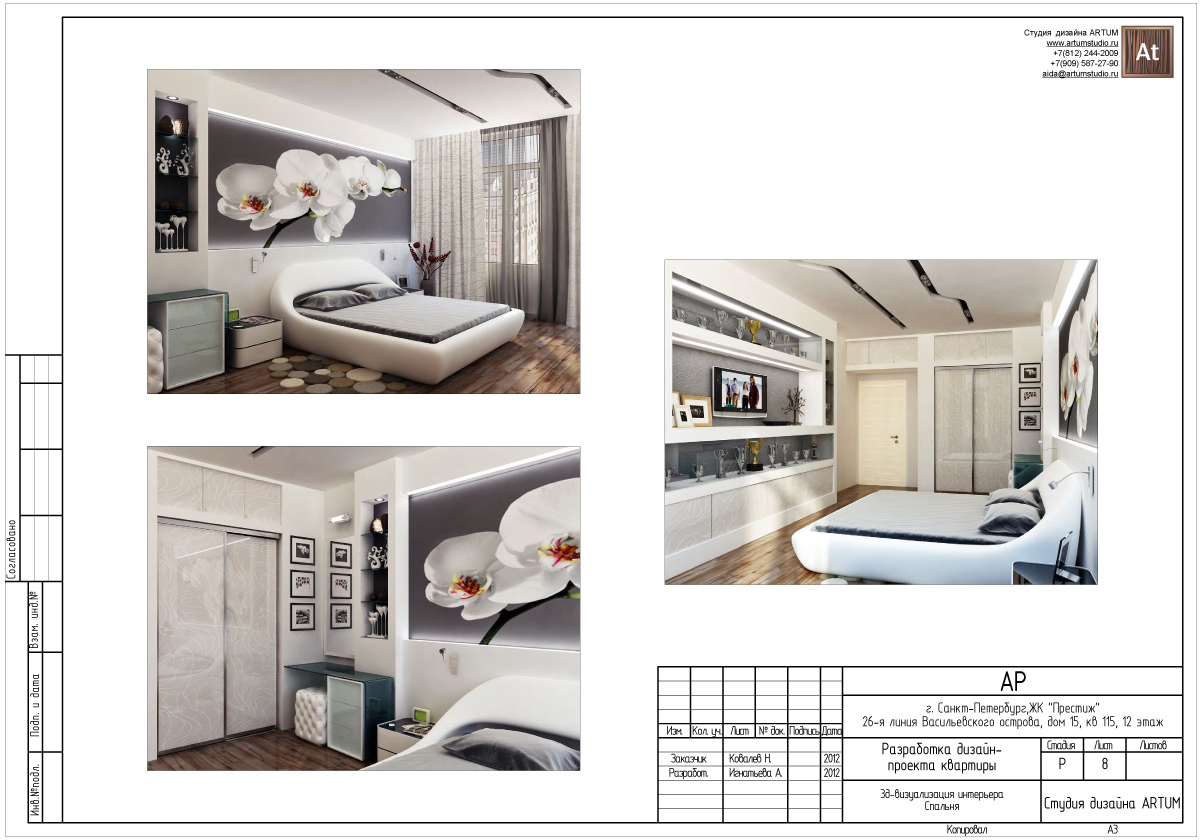 Студия дизайна ARTUM
www.artumstudio.ru
+7(812) 244-2009
+7(909) 587-27-90
aida@artumstudio.ru
At
Согласовано
Взам. инд.№
Подп. и дата
Инв.№подл.
АР
г. Санкт-Петербург,ЖК "Престиж"
26-я линия Васильевского острова, дом 15, кв 115, 12 этаж
Изм. Кол. уч. Лист № док. Подпись Дата
Заказчик Ковалев Н. 2012
Разработ. Игнатьева А. 2012
Разработка дизайн-
проекта квартиры
Стадия Лист Листов
Р 8
3д-визуализация интерьера
Спальня
Студия дизайна ARTUM
Копировал А3